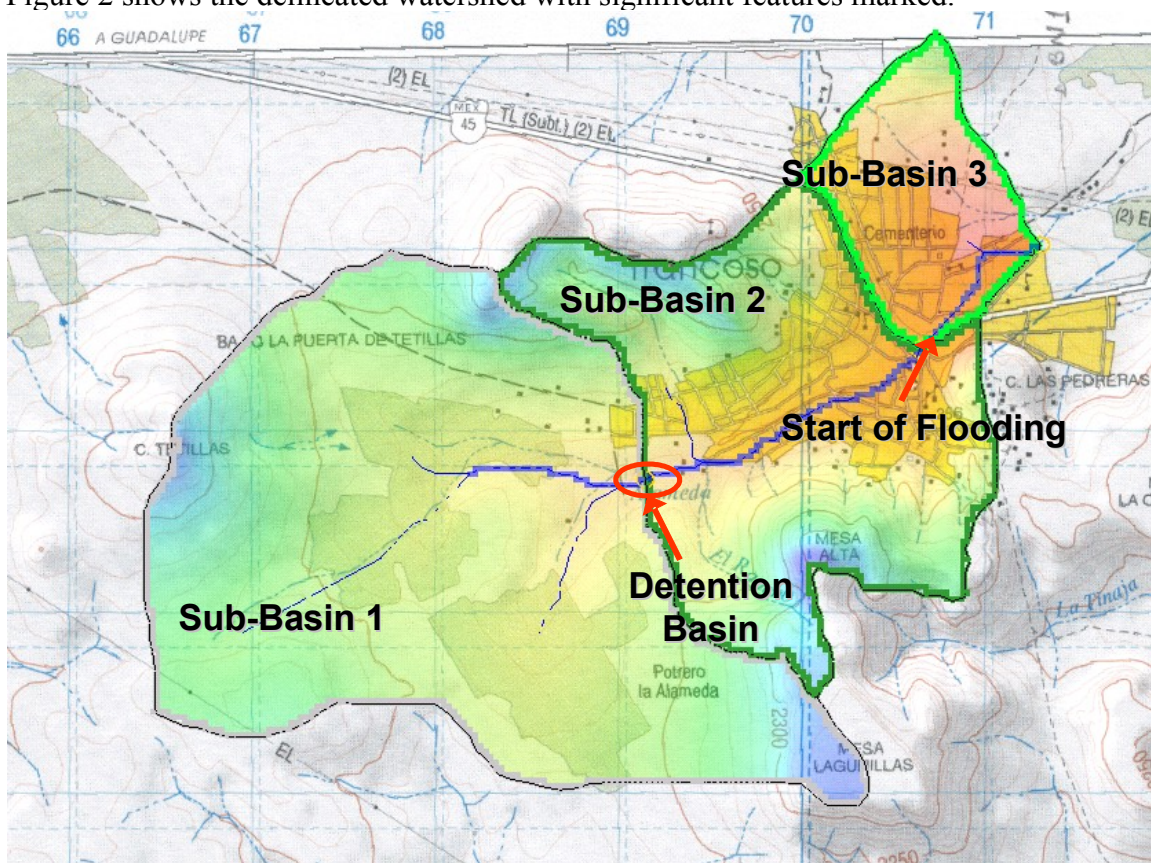 Figure 2 shows the delineated watershed with significant features marked.
66 A GUADALUPE 67 68 69 70 71
(2) EL
MEX
45
TL (Subt.) (2) EL
Sub-Basin 3
(2) EL
Cementerio
Sub-Basin 2
BAJO LA PUERTA DE TETILLAS
C. LAS PEDRERAS
Start of Flooding
C. TETILLAS
MESA
ALTA
Detention
Basin
La Tinaja
Sub-Basin 1
Potrero
la Alameda
2300
EL
MESA
LAGUNILLAS
2250